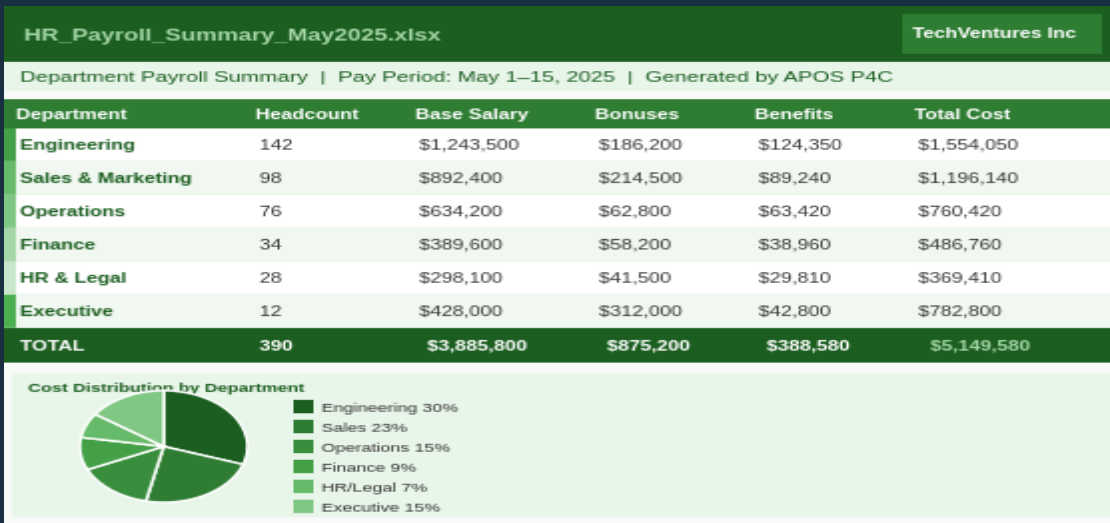 HR_Payroll_Summary_May2025.xlsx TechVentures Inc
Department Payroll Summary | Pay Period: May 1–15, 2025 | Generated by APOS P4C
Department Headcount Base Salary Bonuses Benefits Total Cost
Engineering 142 $1,243,500 $186,200 $124,350 $1,554,050
Sales & Marketing 98 $892,400 $214,500 $89,240 $1,196,140
Operations 76 $634,200 $62,800 $63,420 $760,420
Finance 34 $389,600 $58,200 $38,960 $486,760
HR & Legal 28 $298,100 $41,500 $29,810 $369,410
Executive 12 $428,000 $312,000 $42,800 $782,800
TOTAL 390 $3,885,800 $875,200 $388,580 $5,149,580
Cost Distribution by Department
Engineering 30%
Sales 23%
Operations 15%
Finance 9%
HR/Legal 7%
Executive 15%